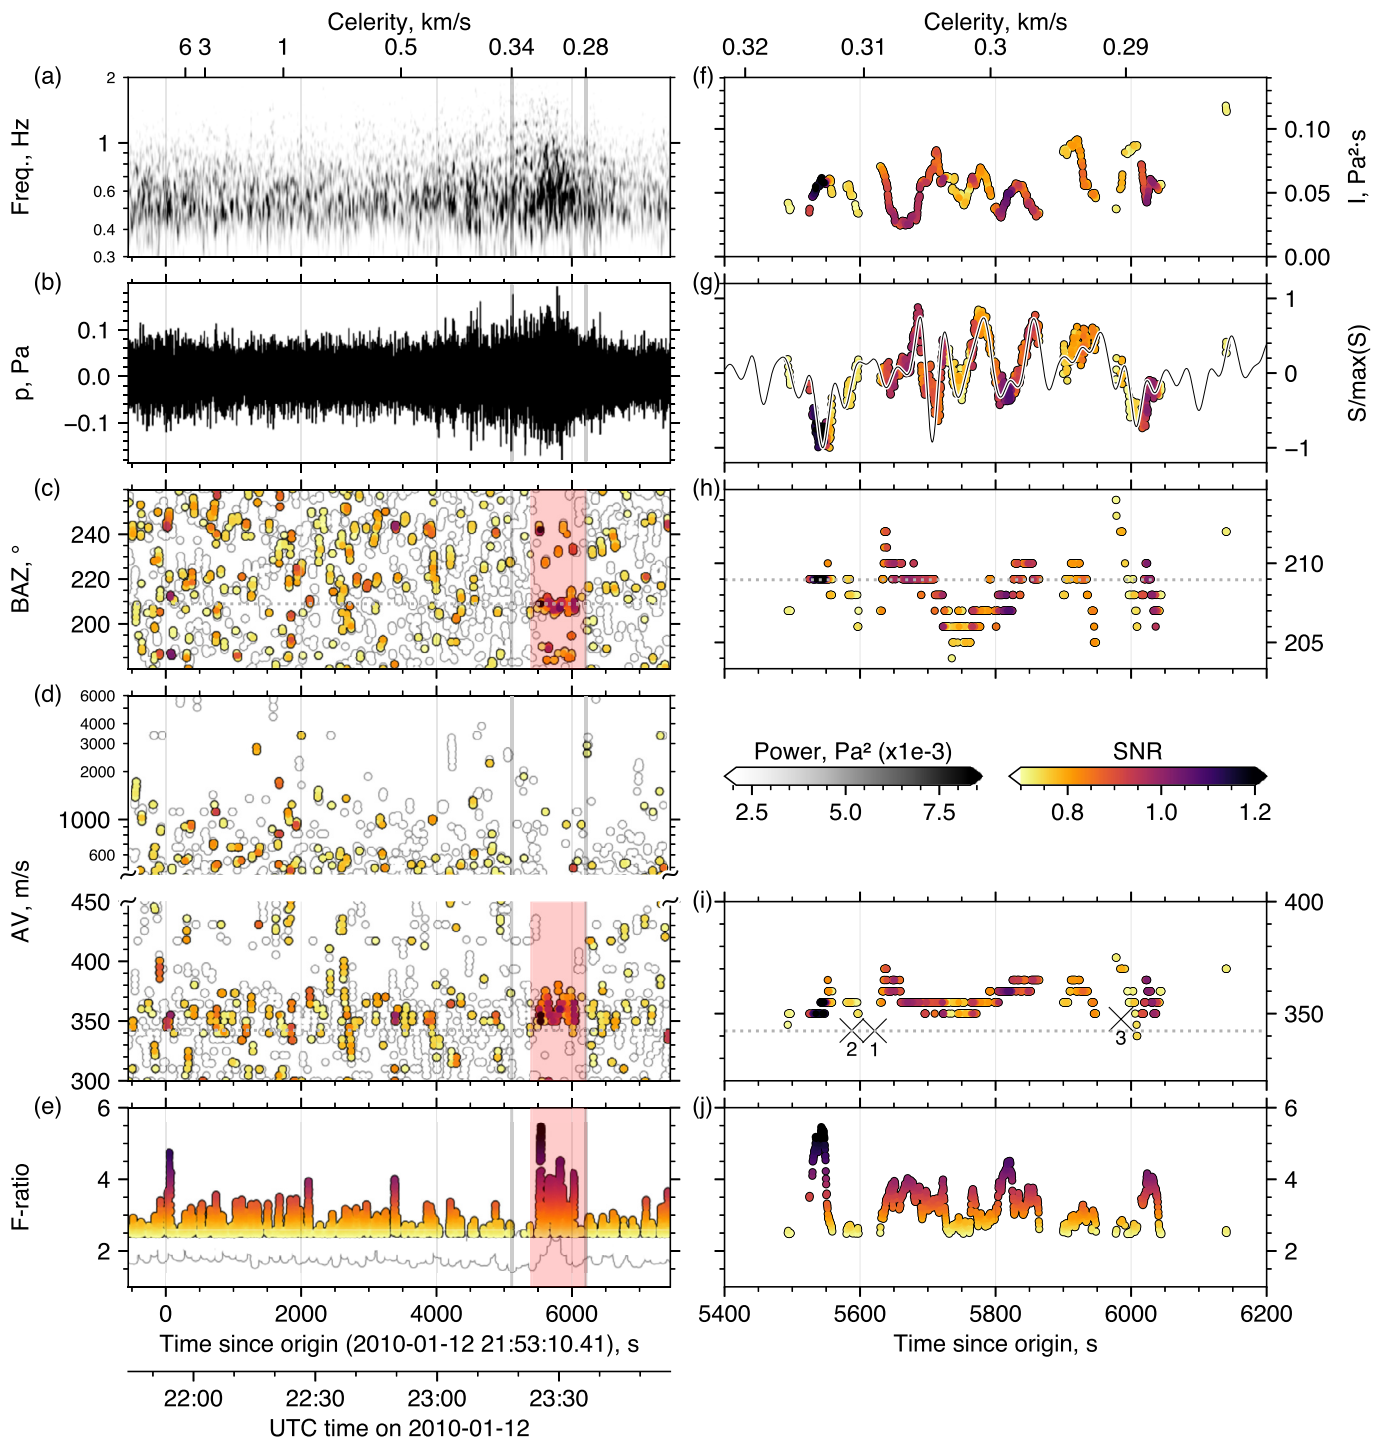 Celerity, km/s
6 3 1 0.5 0.34 0.28
(a)
2
1
0.6
0.4
0.3
Freq., Hz
(b)
0.1
0.0
−0.1
p, Pa
(c)
240
220
200
BAZ, °
(d)
6000
4000
3000
2000
1000
600
450
400
350
300
AV, m/s
(e)
6
4
2
F-ratio
0 2000 4000 6000
Time since origin (2010-01-12 21:53:10.41), s
22:00 22:30 23:00 23:30
UTC time on 2010-01-12
Celerity, km/s
0.32 0.31 0.3 0.29
(f)
0.10
0.05
0.00
I, Pa²·s
(g)
1
0
−1
S/max(S)
(h)
210
205
Power, Pa² (x1e-3)
2.5 5.0 7.5
SNR
0.8 1.0 1.2
(i)
400
350
2 1 3
(j)
6
4
2
5400 5600 5800 6000 6200
Time since origin, s